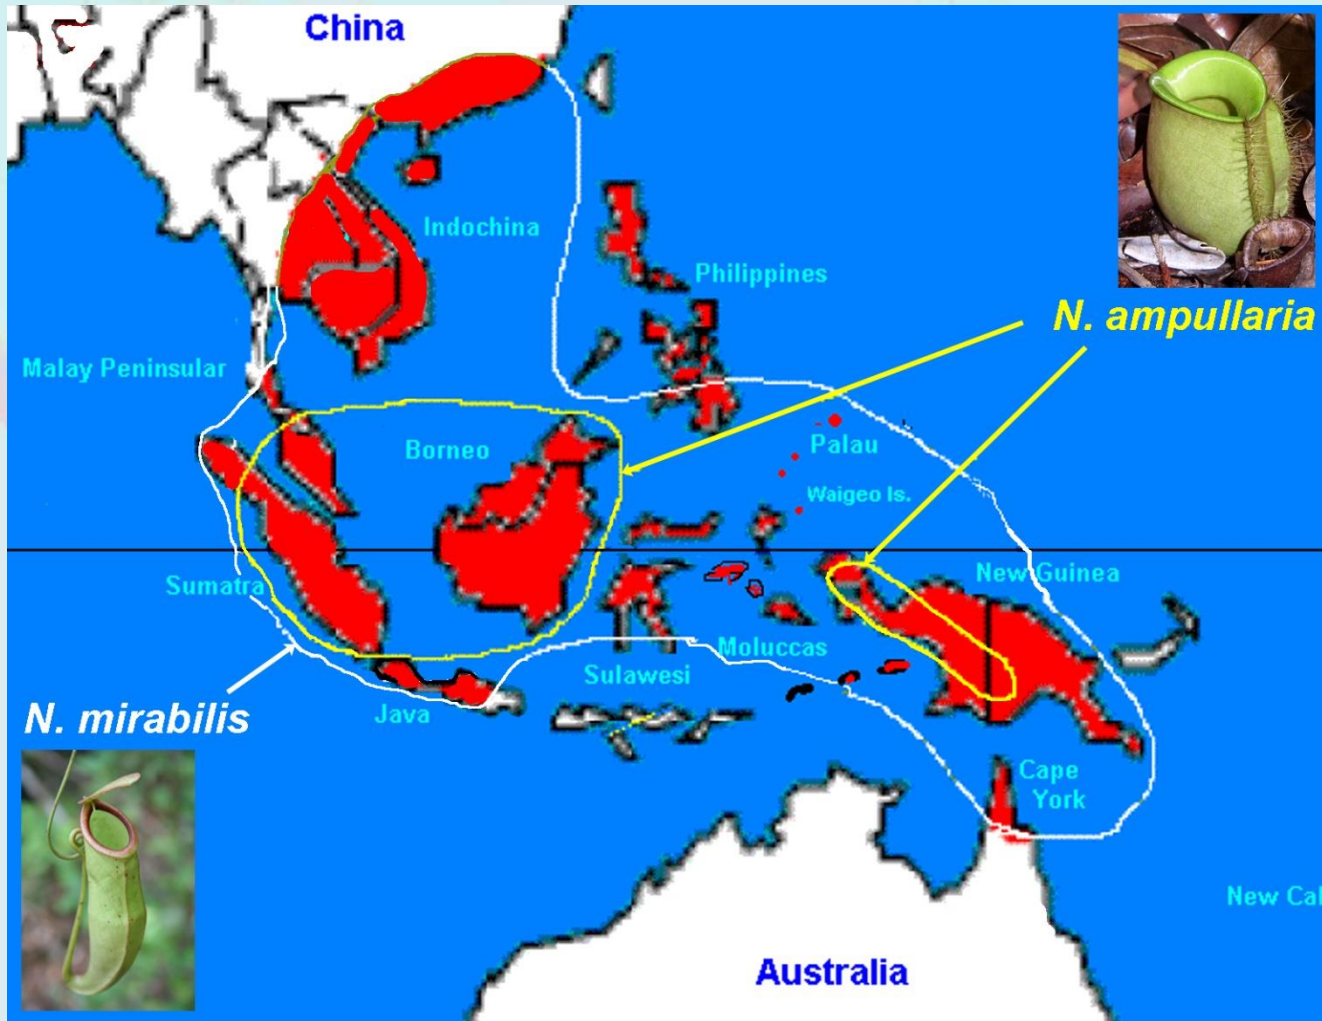 China
Indochina
Philippines
N. ampullaria
Malay Peninsular
Borneo
Palau
Waigeo Is.
Sumatra
New Guinea
Moluccas
Sulawesi
N. mirabilis
Java
Cape
York
New Cal
Australia